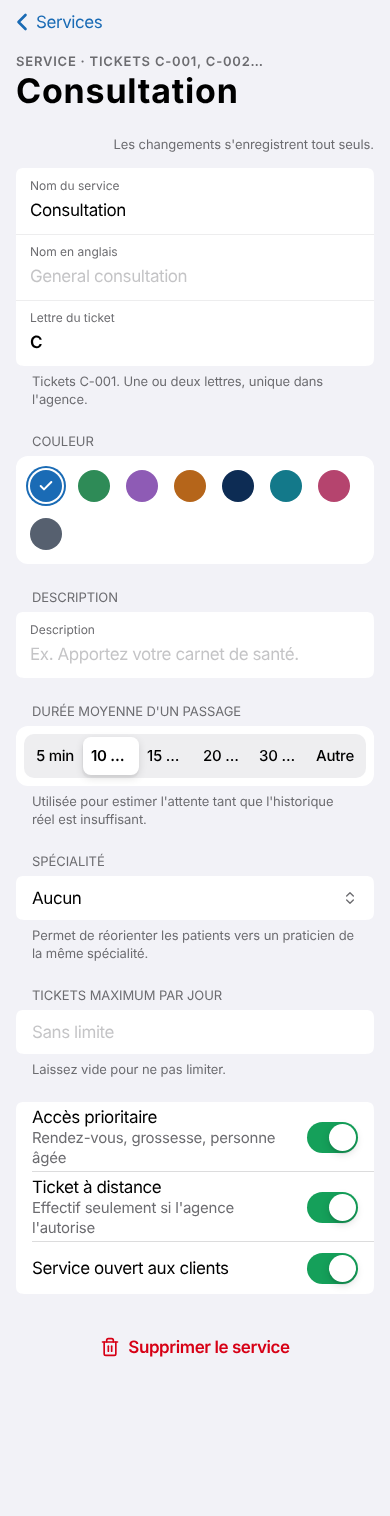 Services
SERVICE · TICKETS C-001, C-002...
Consultation
Les changements s'enregistrent tout seuls.
Nom du service
Consultation
Nom en anglais
General consultation
Lettre du ticket
C
Tickets C-001. Une ou deux lettres, unique dans
l'agence.
COULEUR
DESCRIPTION
Description
Ex. Apportez votre carnet de santé.
DURÉE MOYENNE D'UN PASSAGE
5 min 10 ... 15 ... 20 ... 30 ... Autre
Utilisée pour estimer l'attente tant que l'historique
réel est insuffisant.
SPÉCIALITÉ
Aucun
Permet de réorienter les patients vers un praticien de
la même spécialité.
TICKETS MAXIMUM PAR JOUR
Sans limite
Laissez vide pour ne pas limiter.
Accès prioritaire
Rendez-vous, grossesse, personne
âgée
Ticket à distance
Effectif seulement si l'agence
l'autorise
Service ouvert aux clients
Supprimer le service